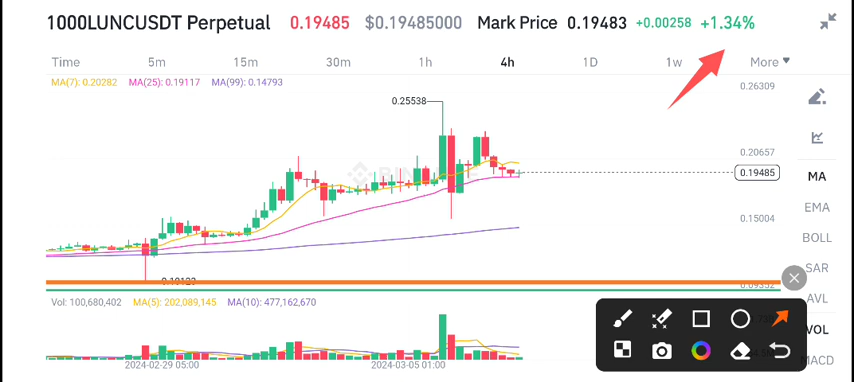 1000LUNCUSDT Perpetual 0.19485 $0.19485000 Mark Price 0.19483 +0.00258 +1.34%
Time 5m 15m 30m 1h 4h 1D 1w More
MA(7): 0.20282 MA(25): 0.19117 MA(99): 0.14793
0.26309
0.25538
0.20657
0.19485
MA
EMA
0.15004
BOLL
SAR
AVL
Vol: 100,680,402 MA(5): 202,089,145 MA(10): 477,162,670
VOL
MACD
2024-02-29 05:00 2024-03-05 01:00